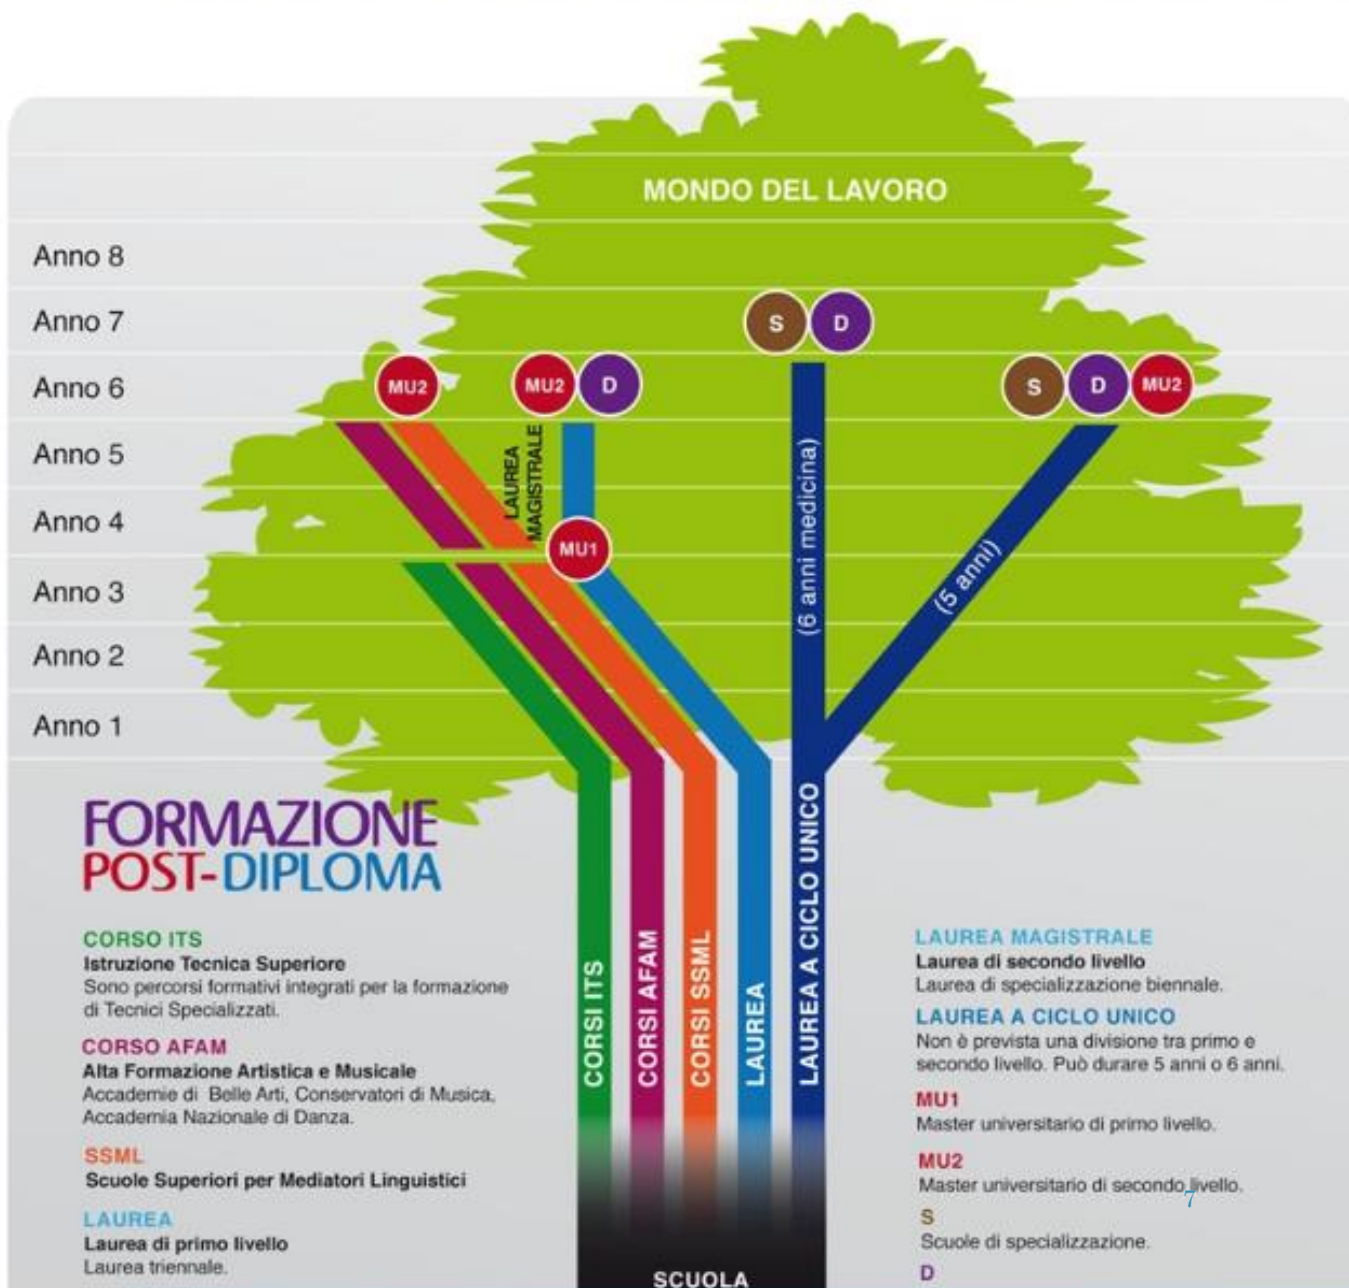 MONDO DEL LAVORO
Anno 8
Anno 7
S
D
Anno 6
MU2
MU2
D
S
D
MU2
Anno 5
LAUREA
MAGISTRALE
Anno 4
MU1
(6 anni medicina)
(5 anni)
Anno 3
Anno 2
Anno 1
FORMAZIONE
POST-DIPLOMA
CORSI ITS
CORSI AFAM
CORSI SSML
LAUREA
LAUREA A CICLO UNICO
CORSO ITS
Istruzione Tecnica Superiore
Sono percorsi formativi integrati per la formazione
di Tecnici Specializzati.
CORSO AFAM
Alta Formazione Artistica e Musicale
Accademie di Belle Arti, Conservatori di Musica,
Accademia Nazionale di Danza.
SSML
Scuole Superiori per Mediatori Linguistici
LAUREA
Laurea di primo livello
Laurea triennale.
LAUREA MAGISTRALE
Laurea di secondo livello
Laurea di specializzazione biennale.
LAUREA A CICLO UNICO
Non è prevista una divisione tra primo e
secondo livello. Può durare 5 anni o 6 anni.
MU1
Master universitario di primo livello.
MU2
Master universitario di secondo livello.
7
S
Scuole di specializzazione.
D
SCUOLA